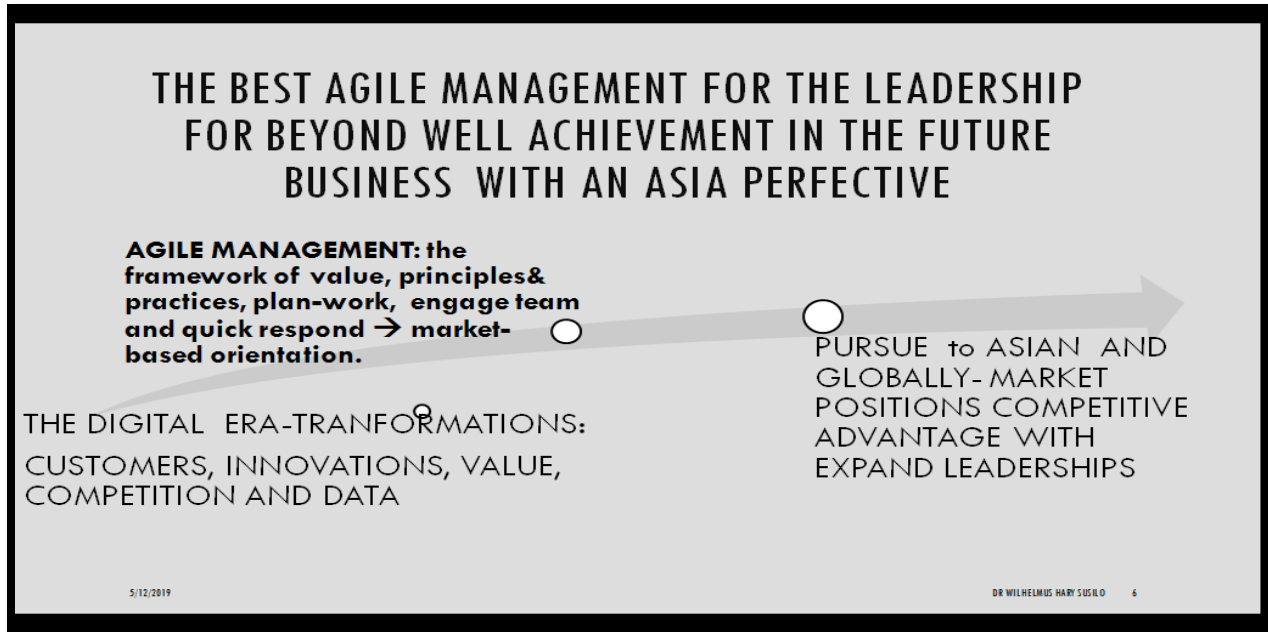 THE BEST AGILE MANAGEMENT FOR THE LEADERSHIP
FOR BEYOND WELL ACHIEVEMENT IN THE FUTURE
BUSINESS WITH AN ASIA PERFECTIVE
AGILE MANAGEMENT: the
framework of value, principles&
practices, plan-work, engage team
and quick respond → market-
based orientation.
THE DIGITAL ERA-TRANFORMATIONS:
CUSTOMERS, INNOVATIONS, VALUE,
COMPETITION AND DATA
PURSUE to ASIAN AND
GLOBALLY- MARKET
POSITIONS COMPETITIVE
ADVANTAGE WITH
EXPAND LEADERSHIPS
5/12/2019
DR WILHELMUS HARY SUSILO 6